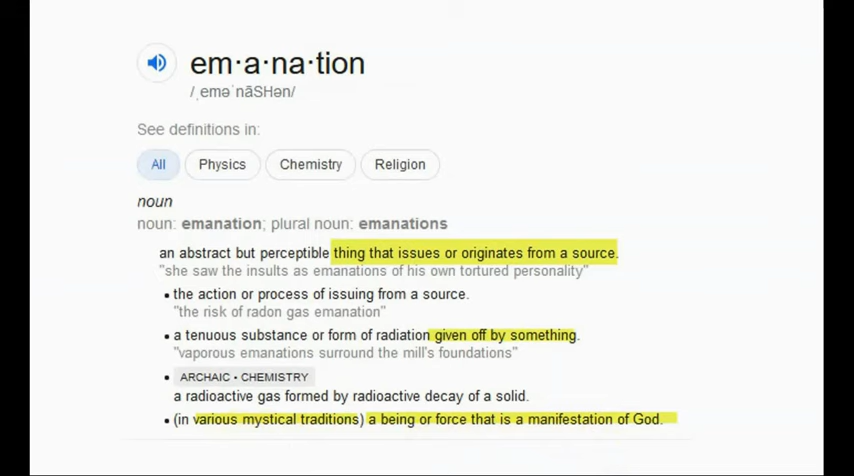 em·a·na·tion
/ˌeməˈnāSHən/
See definitions in:
All Physics Chemistry Religion
noun
noun: emanation; plural noun: emanations
an abstract but perceptible thing that issues or originates from a source.
"she saw the insults as emanations of his own tortured personality"
• the action or process of issuing from a source.
"the risk of radon gas emanation"
• a tenuous substance or form of radiation given off by something.
"vaporous emanations surround the mill's foundations"
• ARCHAIC • CHEMISTRY
a radioactive gas formed by radioactive decay of a solid.
• (in various mystical traditions) a being or force that is a manifestation of God.